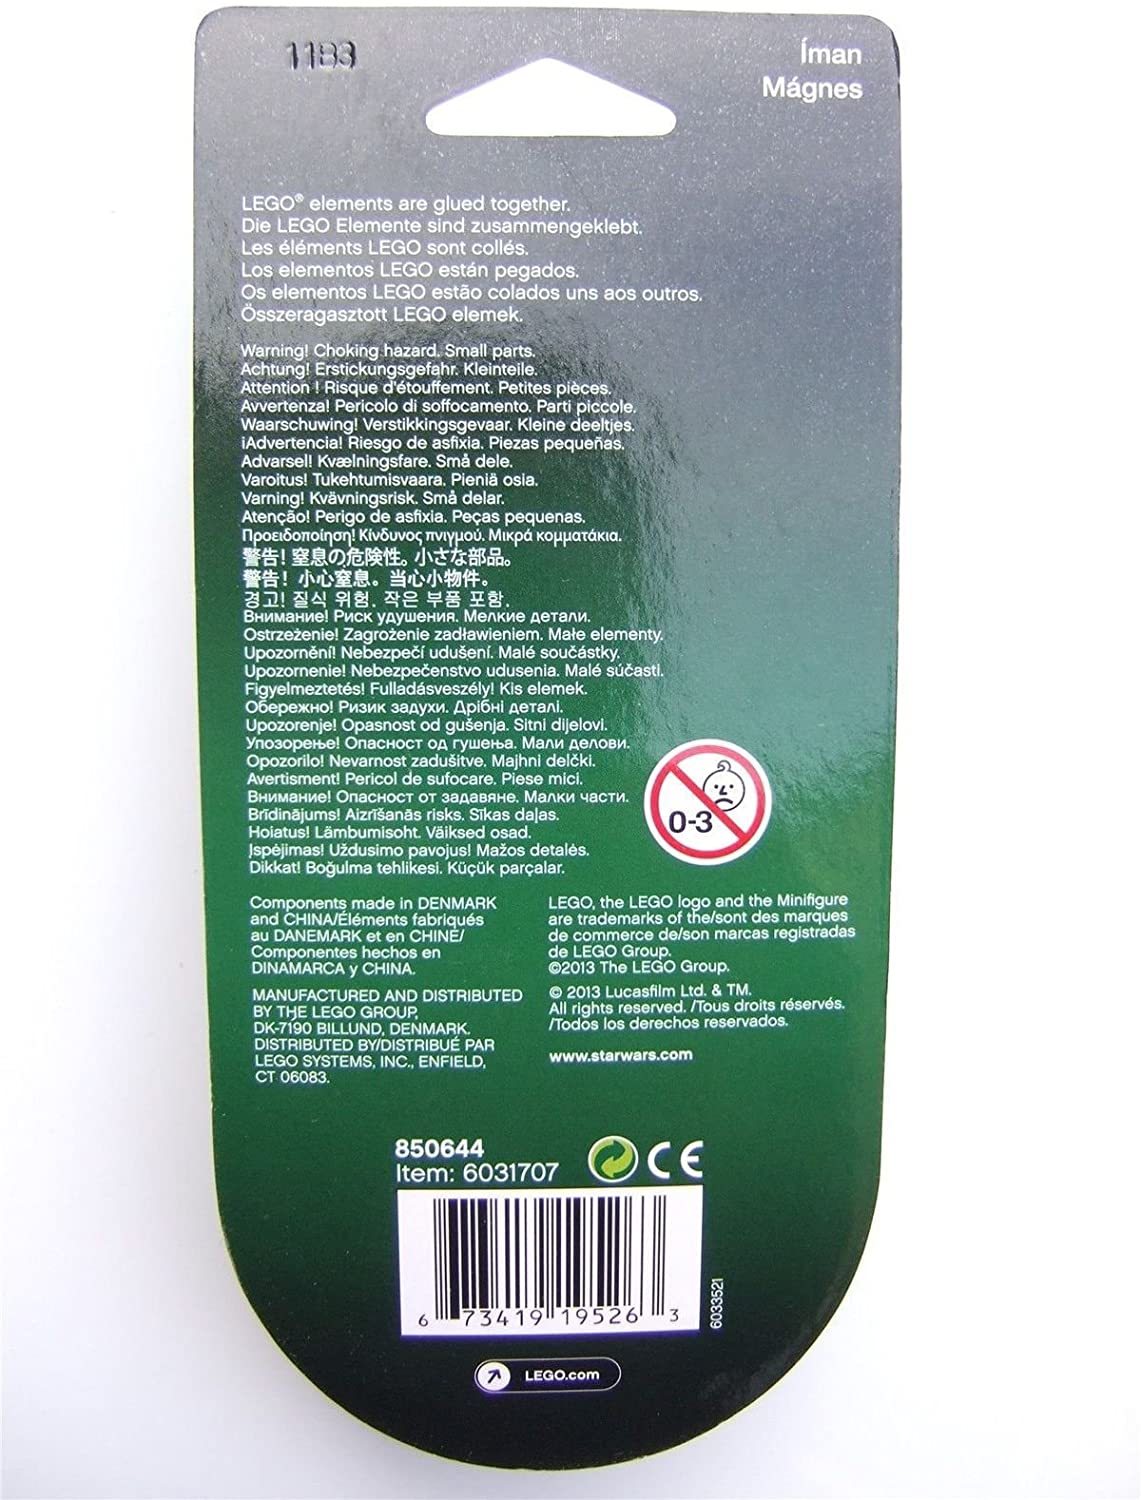 11B3
Íman
Mágnes
LEGO® elements are glued together.
Die LEGO Elemente sind zusammengeklebt.
Les éléments LEGO sont collés.
Los elementos LEGO están pegados.
Os elementos LEGO estão colados uns aos outros.
Összeragasztott LEGO elemek.
Warning! Choking hazard. Small parts.
Achtung! Erstickungsgefahr. Kleinteile.
Attention ! Risque d'étouffement. Petites pièces.
Avvertenza! Pericolo di soffocamento. Parti piccole.
Waarschuwing! Verstikkingsgevaar. Kleine deeltjes.
¡Advertencia! Riesgo de asfixia. Piezas pequeñas.
Advarsel! Kvælningsfare. Små dele.
Varoitus! Tukehtumisvaara. Pieniä osia.
Varning! Kvävningsrisk. Små delar.
Atenção! Perigo de asfixia. Peças pequenas.
Προειδοποίηση! Κίνδυνος πνιγμού. Μικρά κομματάκια.
警告! 窒息の危険性。小さな部品。
警告! 小心窒息。当心小物件。
경고! 질식 위험. 작은 부품 포함.
Внимание! Риск удушения. Мелкие детали.
Ostrzeżenie! Zagrożenie zadławieniem. Małe elementy.
Upozornění! Nebezpečí udušení. Malé součástky.
Upozornenie! Nebezpečenstvo udusenia. Malé súčasti.
Figyelmeztetés! Fulladásveszély! Kis elemek.
Обережно! Ризик задухи. Дрібні деталі.
Upozorenje! Opasnost od gušenja. Sitni dijelovi.
Упозорење! Опасност од гушења. Мали делови.
Opozorilo! Nevarnost zadušitve. Majhni delčki.
Avertisment! Pericol de sufocare. Piese mici.
Внимание! Опасност от задавяне. Малки части.
Brīdinājums! Aizrīšanās risks. Sīkas daļas.
Hoiatus! Lämbumisoht. Väiksed osad.
Įspėjimas! Uždusimo pavojus! Mažos detalės.
Dikkat! Boğulma tehlikesi. Küçük parçalar.
0-3
Components made in DENMARK
and CHINA/Éléments fabriqués
au DANEMARK et en CHINE/
Componentes hechos en
DINAMARCA y CHINA.
MANUFACTURED AND DISTRIBUTED
BY THE LEGO GROUP,
DK-7190 BILLUND, DENMARK.
DISTRIBUTED BY/DISTRIBUÉ PAR
LEGO SYSTEMS, INC., ENFIELD,
CT 06083.
LEGO, the LEGO logo and the Minifigure
are trademarks of the/sont des marques
de commerce de/son marcas registradas
de LEGO Group.
©2013 The LEGO Group.
© 2013 Lucasfilm Ltd. & TM.
All rights reserved. /Tous droits réservés.
/Todos los derechos reservados.
www.starwars.com
850644
Item: 6031707
CE
6 73419 19526 3
6033521
LEGO.com